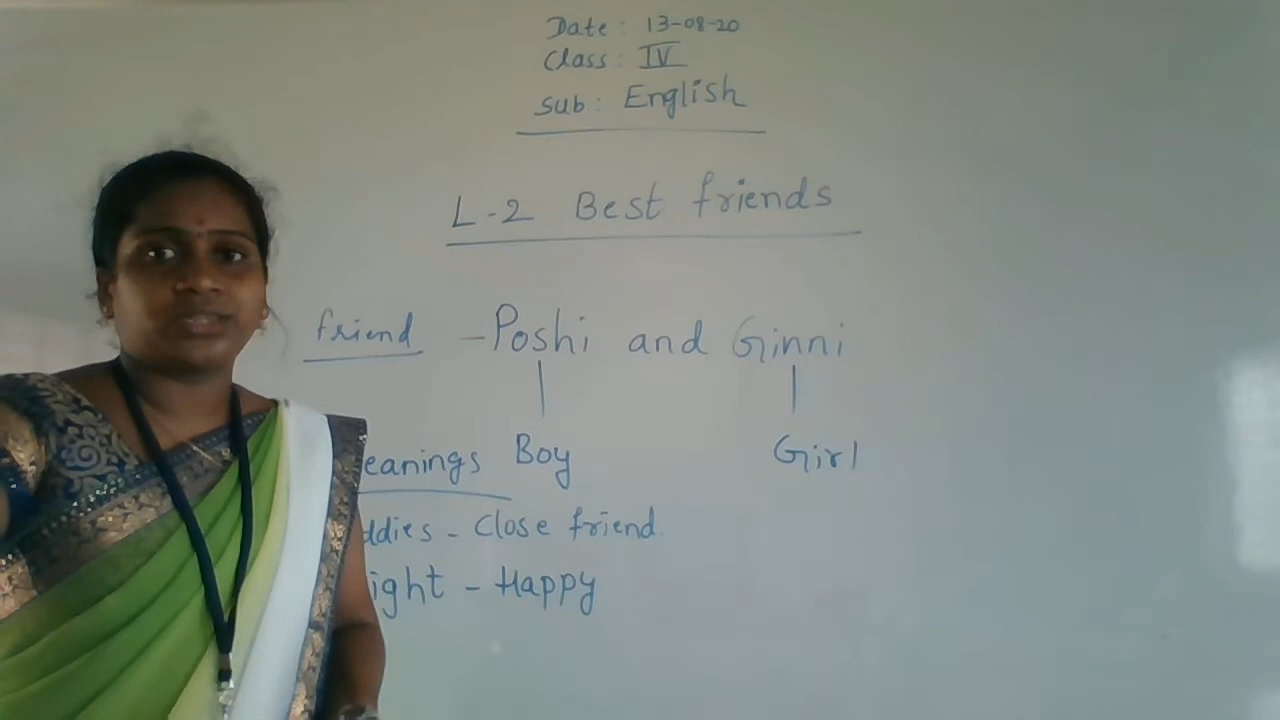 Date : 13-08-20
Class : IV
Sub : English
L-2 Best friends
friend - Poshi and Ginni
Boy Girl
eanings
ddies - Close friend.
ight - Happy